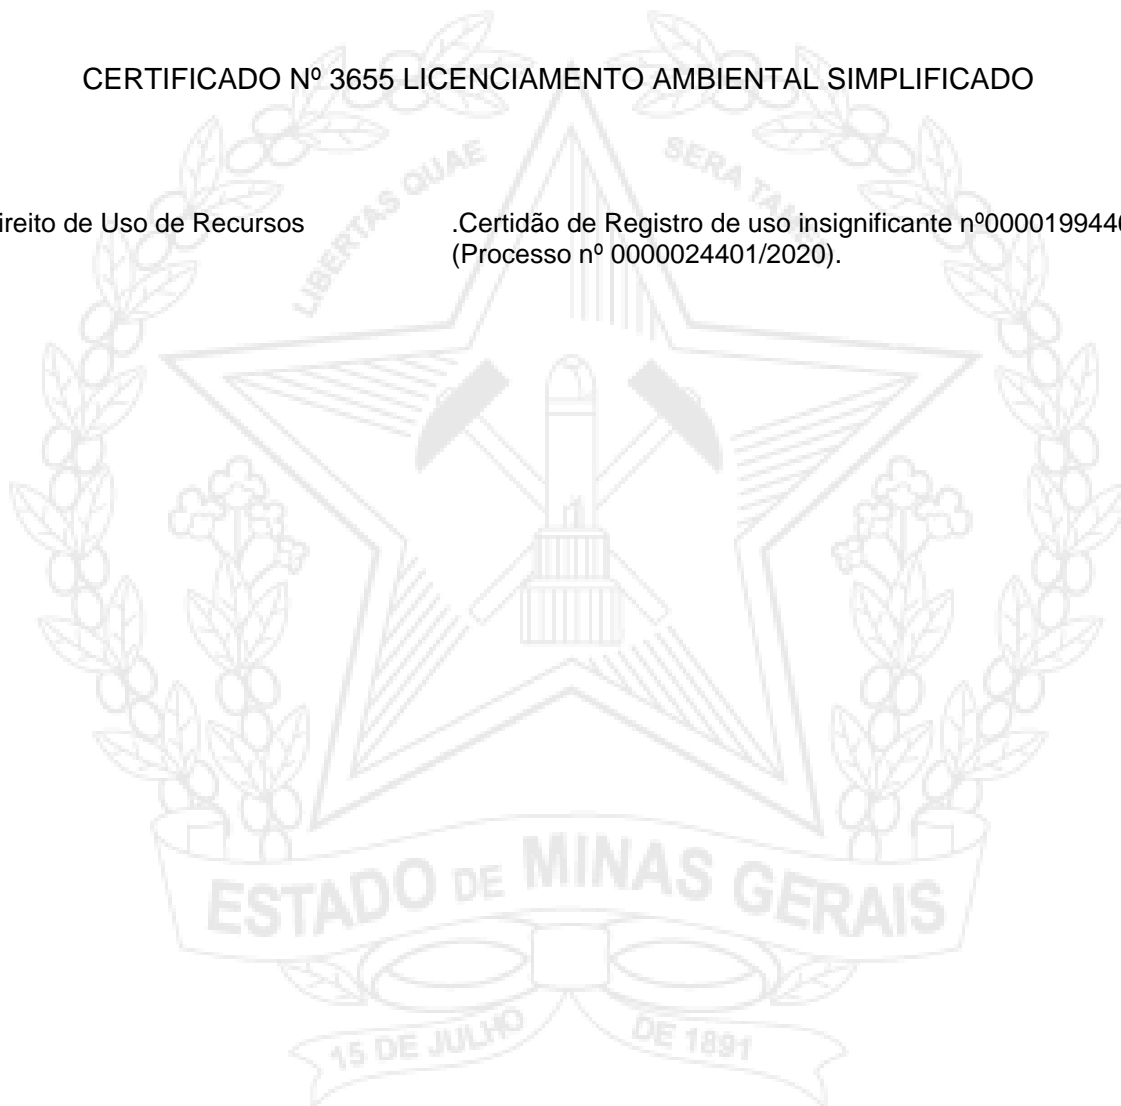 CERTIFICADO Nº 3655 LICENCIAMENTO AMBIENTAL SIMPLIFICADO
LIBERTAS QUAE SERA TAMEN
ireito de Uso de Recursos .Certidão de Registro de uso insignificante nº000019944
(Processo nº 0000024401/2020).
ESTADO DE MINAS GERAIS
15 DE JULHO DE 1891